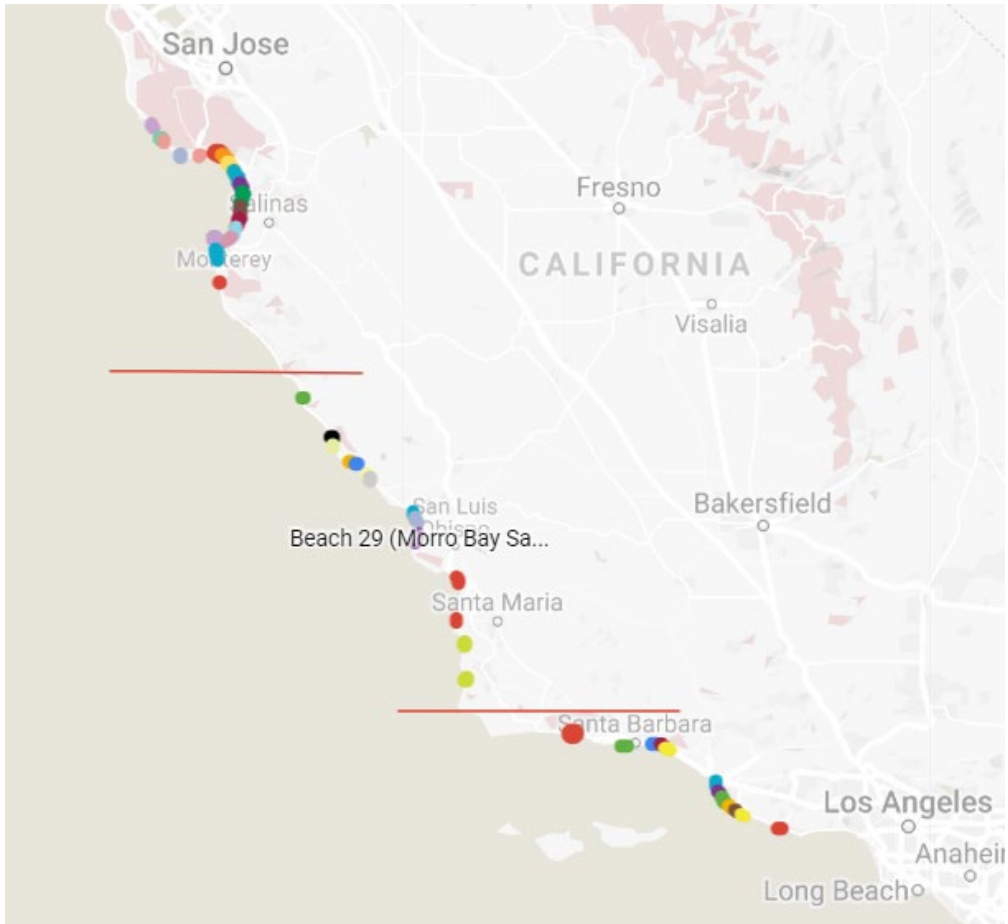 San Jose
Fresno
Salinas
CALIFORNIA
Monterey
Visalia
Bakersfield
San Luis
Obispo
Beach 29 (Morro Bay Sa...
Santa Maria
Santa Barbara
Los Angeles
Anahei
Long Beach